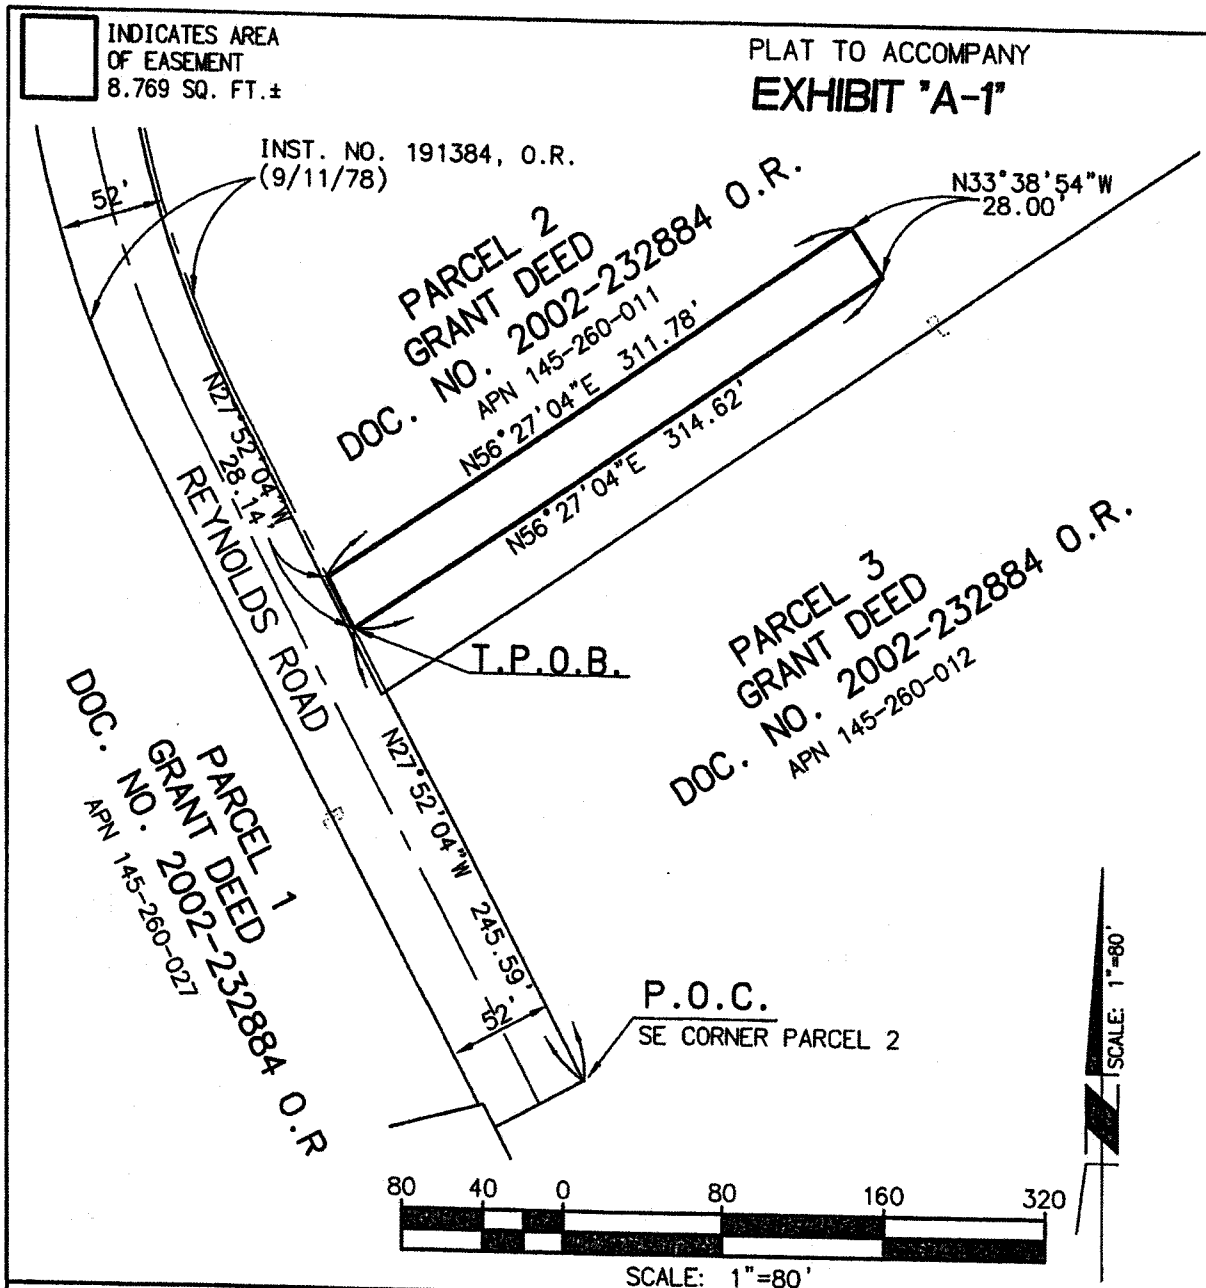 INDICATES AREA
OF EASEMENT
8.769 SQ. FT.±
PLAT TO ACCOMPANY
EXHIBIT "A-1"
INST. NO. 191384, O.R.
(9/11/78)
52'
N33°38'54"W
28.00'
PARCEL 2
GRANT DEED
DOC. NO. 2002-232884 O.R.
APN 145-260-011
N56°27'04"E 311.78'
N56°27'04"E 314.62'
N27°52'04"W
28.14'
REYNOLDS ROAD
T.P.O.B.
PARCEL 3
GRANT DEED
DOC. NO. 2002-232884 O.R.
APN 145-260-012
N27°52'04"W 245.59'
PARCEL 1
GRANT DEED
DOC. NO. 2002-232884 O.R
APN 145-260-027
52'
P.O.C.
SE CORNER PARCEL 2
SCALE: 1"=80'
80 40 0 80 160 320
SCALE: 1"=80'